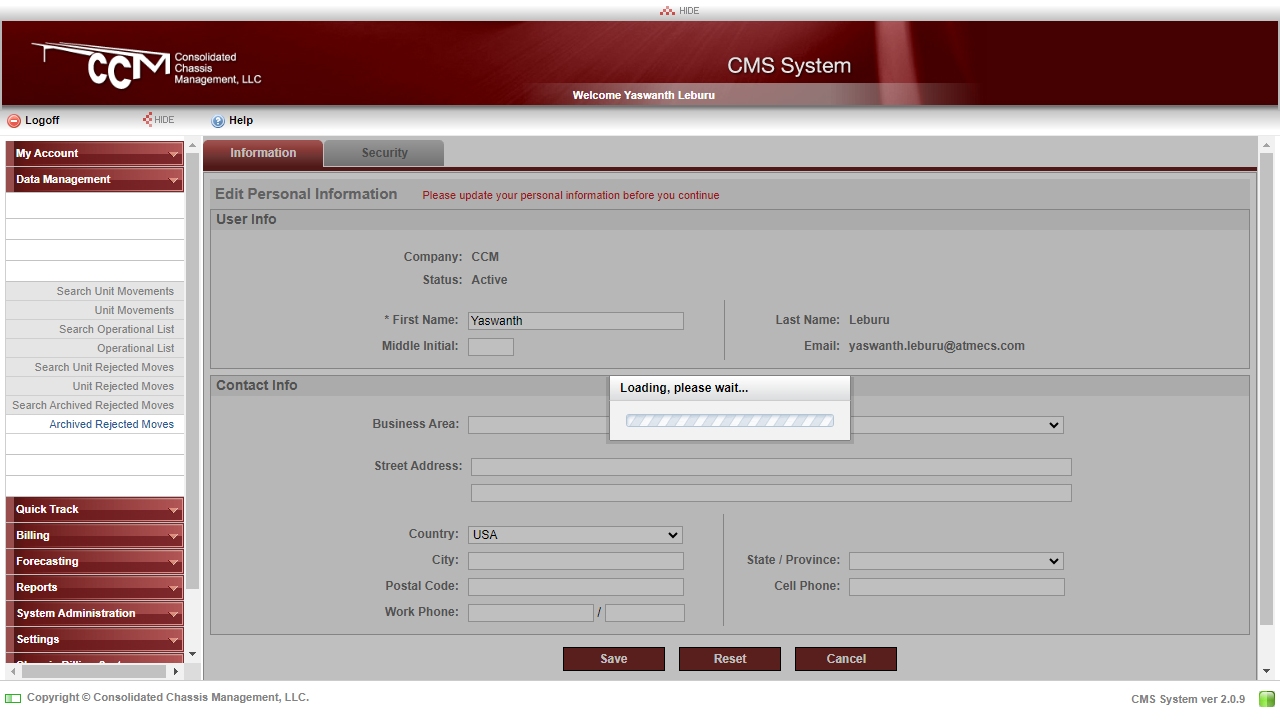 HIDE
CCM Consolidated
Chassis
Management, LLC
CMS System
Welcome Yaswanth Leburu
Logoff
HIDE
Help
My Account
Data Management
Search Unit Movements
Unit Movements
Search Operational List
Operational List
Search Unit Rejected Moves
Unit Rejected Moves
Search Archived Rejected Moves
Archived Rejected Moves
Quick Track
Billing
Forecasting
Reports
System Administration
Settings
Information
Security
Edit Personal Information
Please update your personal information before you continue
User Info
Company: CCM
Status: Active
* First Name: Yaswanth
Last Name: Leburu
Middle Initial:
Email: yaswanth.leburu@atmecs.com
Contact Info
Loading, please wait...
Business Area:
Street Address:
Country: USA
City:
State / Province:
Postal Code:
Cell Phone:
Work Phone: /
Save
Reset
Cancel
Copyright © Consolidated Chassis Management, LLC.
CMS System ver 2.0.9